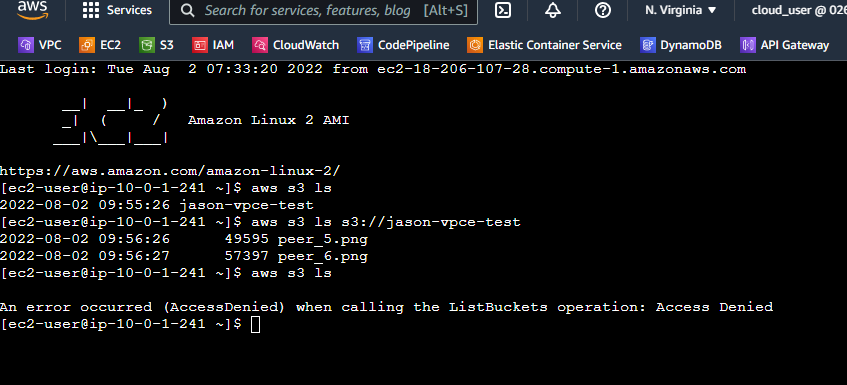 aws Services Search for services, features, blog [Alt+S] N. Virginia ▼ cloud_user @ 026
VPC EC2 S3 IAM CloudWatch CodePipeline Elastic Container Service DynamoDB API Gateway
Last login: Tue Aug  2 07:33:20 2022 from ec2-18-206-107-28.compute-1.amazonaws.com
__|  __|_  )
_|  (     /   Amazon Linux 2 AMI
___|\___|___|
https://aws.amazon.com/amazon-linux-2/
[ec2-user@ip-10-0-1-241 ~]$ aws s3 ls
2022-08-02 09:55:26 jason-vpce-test
[ec2-user@ip-10-0-1-241 ~]$ aws s3 ls s3://jason-vpce-test
2022-08-02 09:56:26      49595 peer_5.png
2022-08-02 09:56:27      57397 peer_6.png
[ec2-user@ip-10-0-1-241 ~]$ aws s3 ls
An error occurred (AccessDenied) when calling the ListBuckets operation: Access Denied
[ec2-user@ip-10-0-1-241 ~]$